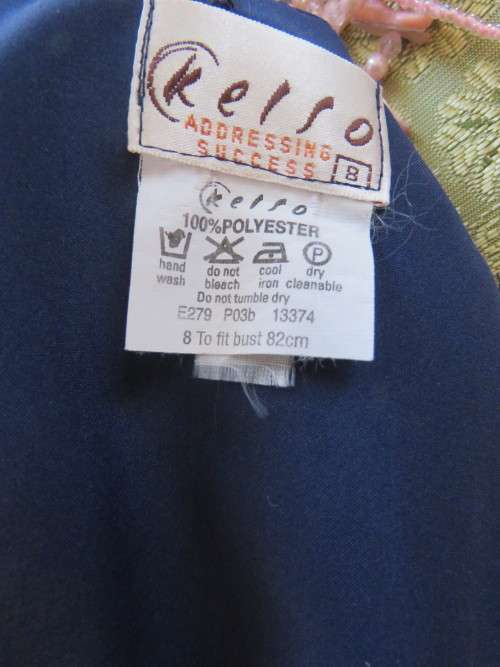 Kelso
ADDRESSING
SUCCESS 8
Kelso
100%POLYESTER
P
hand do not cool dry
wash bleach iron cleanable
Do not tumble dry
E279 P03b 13374
8 To fit bust 82cm